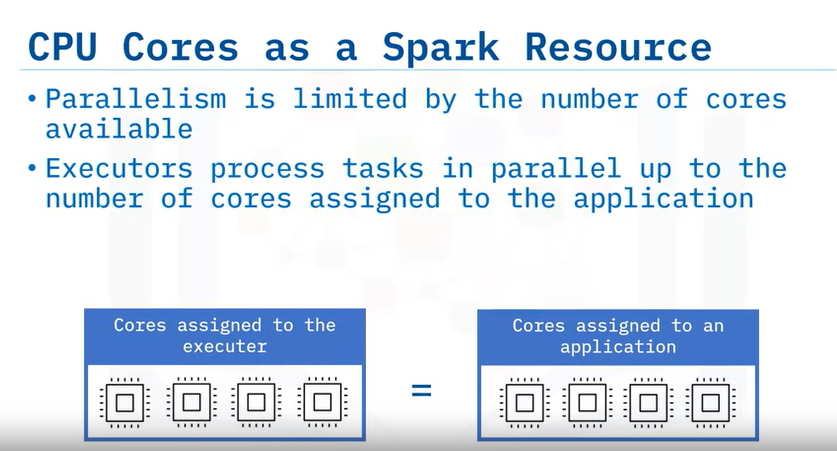 CPU Cores as a Spark Resource
• Parallelism is limited by the number of cores
available
• Executors process tasks in parallel up to the
number of cores assigned to the application
Cores assigned to the
executer
=
Cores assigned to an
application